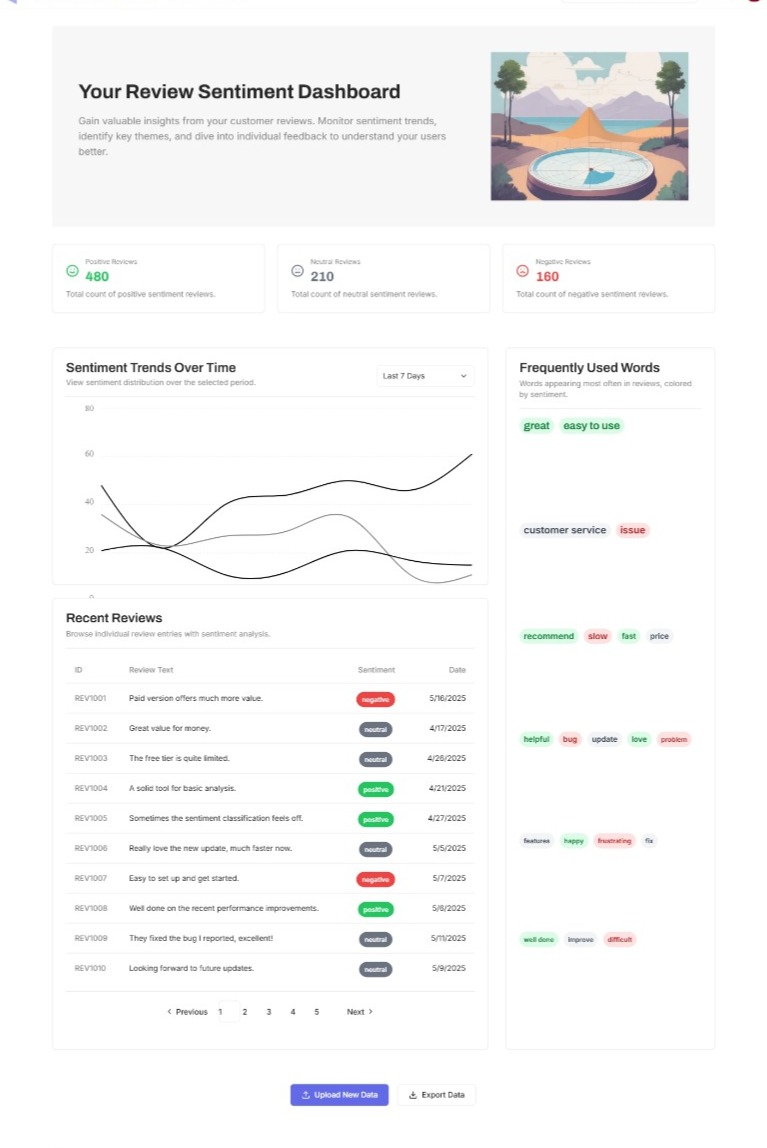 Your Review Sentiment Dashboard
Gain valuable insights from your customer reviews. Monitor sentiment trends,
identify key themes, and dive into individual feedback to understand your users
better.
Positive Reviews
480
Total count of positive sentiment reviews.
Neutral Reviews
210
Total count of neutral sentiment reviews.
Negative Reviews
160
Total count of negative sentiment reviews.
Sentiment Trends Over Time
View sentiment distribution over the selected period.
Last 7 Days
80
60
40
20
Frequently Used Words
Words appearing most often in reviews, colored
by sentiment.
great easy to use
customer service issue
recommend slow fast price
helpful bug update love problem
features happy frustrating fix
well done improve difficult
Recent Reviews
Browse individual review entries with sentiment analysis.
ID Review Text Sentiment Date
REV1001 Paid version offers much more value. negative 5/16/2025
REV1002 Great value for money. neutral 4/17/2025
REV1003 The free tier is quite limited. neutral 4/26/2025
REV1004 A solid tool for basic analysis. positive 4/21/2025
REV1005 Sometimes the sentiment classification feels off. positive 4/27/2025
REV1006 Really love the new update, much faster now. neutral 5/5/2025
REV1007 Easy to set up and get started. negative 5/7/2025
REV1008 Well done on the recent performance improvements. positive 5/6/2025
REV1009 They fixed the bug I reported, excellent! neutral 5/11/2025
REV1010 Looking forward to future updates. neutral 5/9/2025
Previous 1 2 3 4 5 Next
Upload New Data Export Data